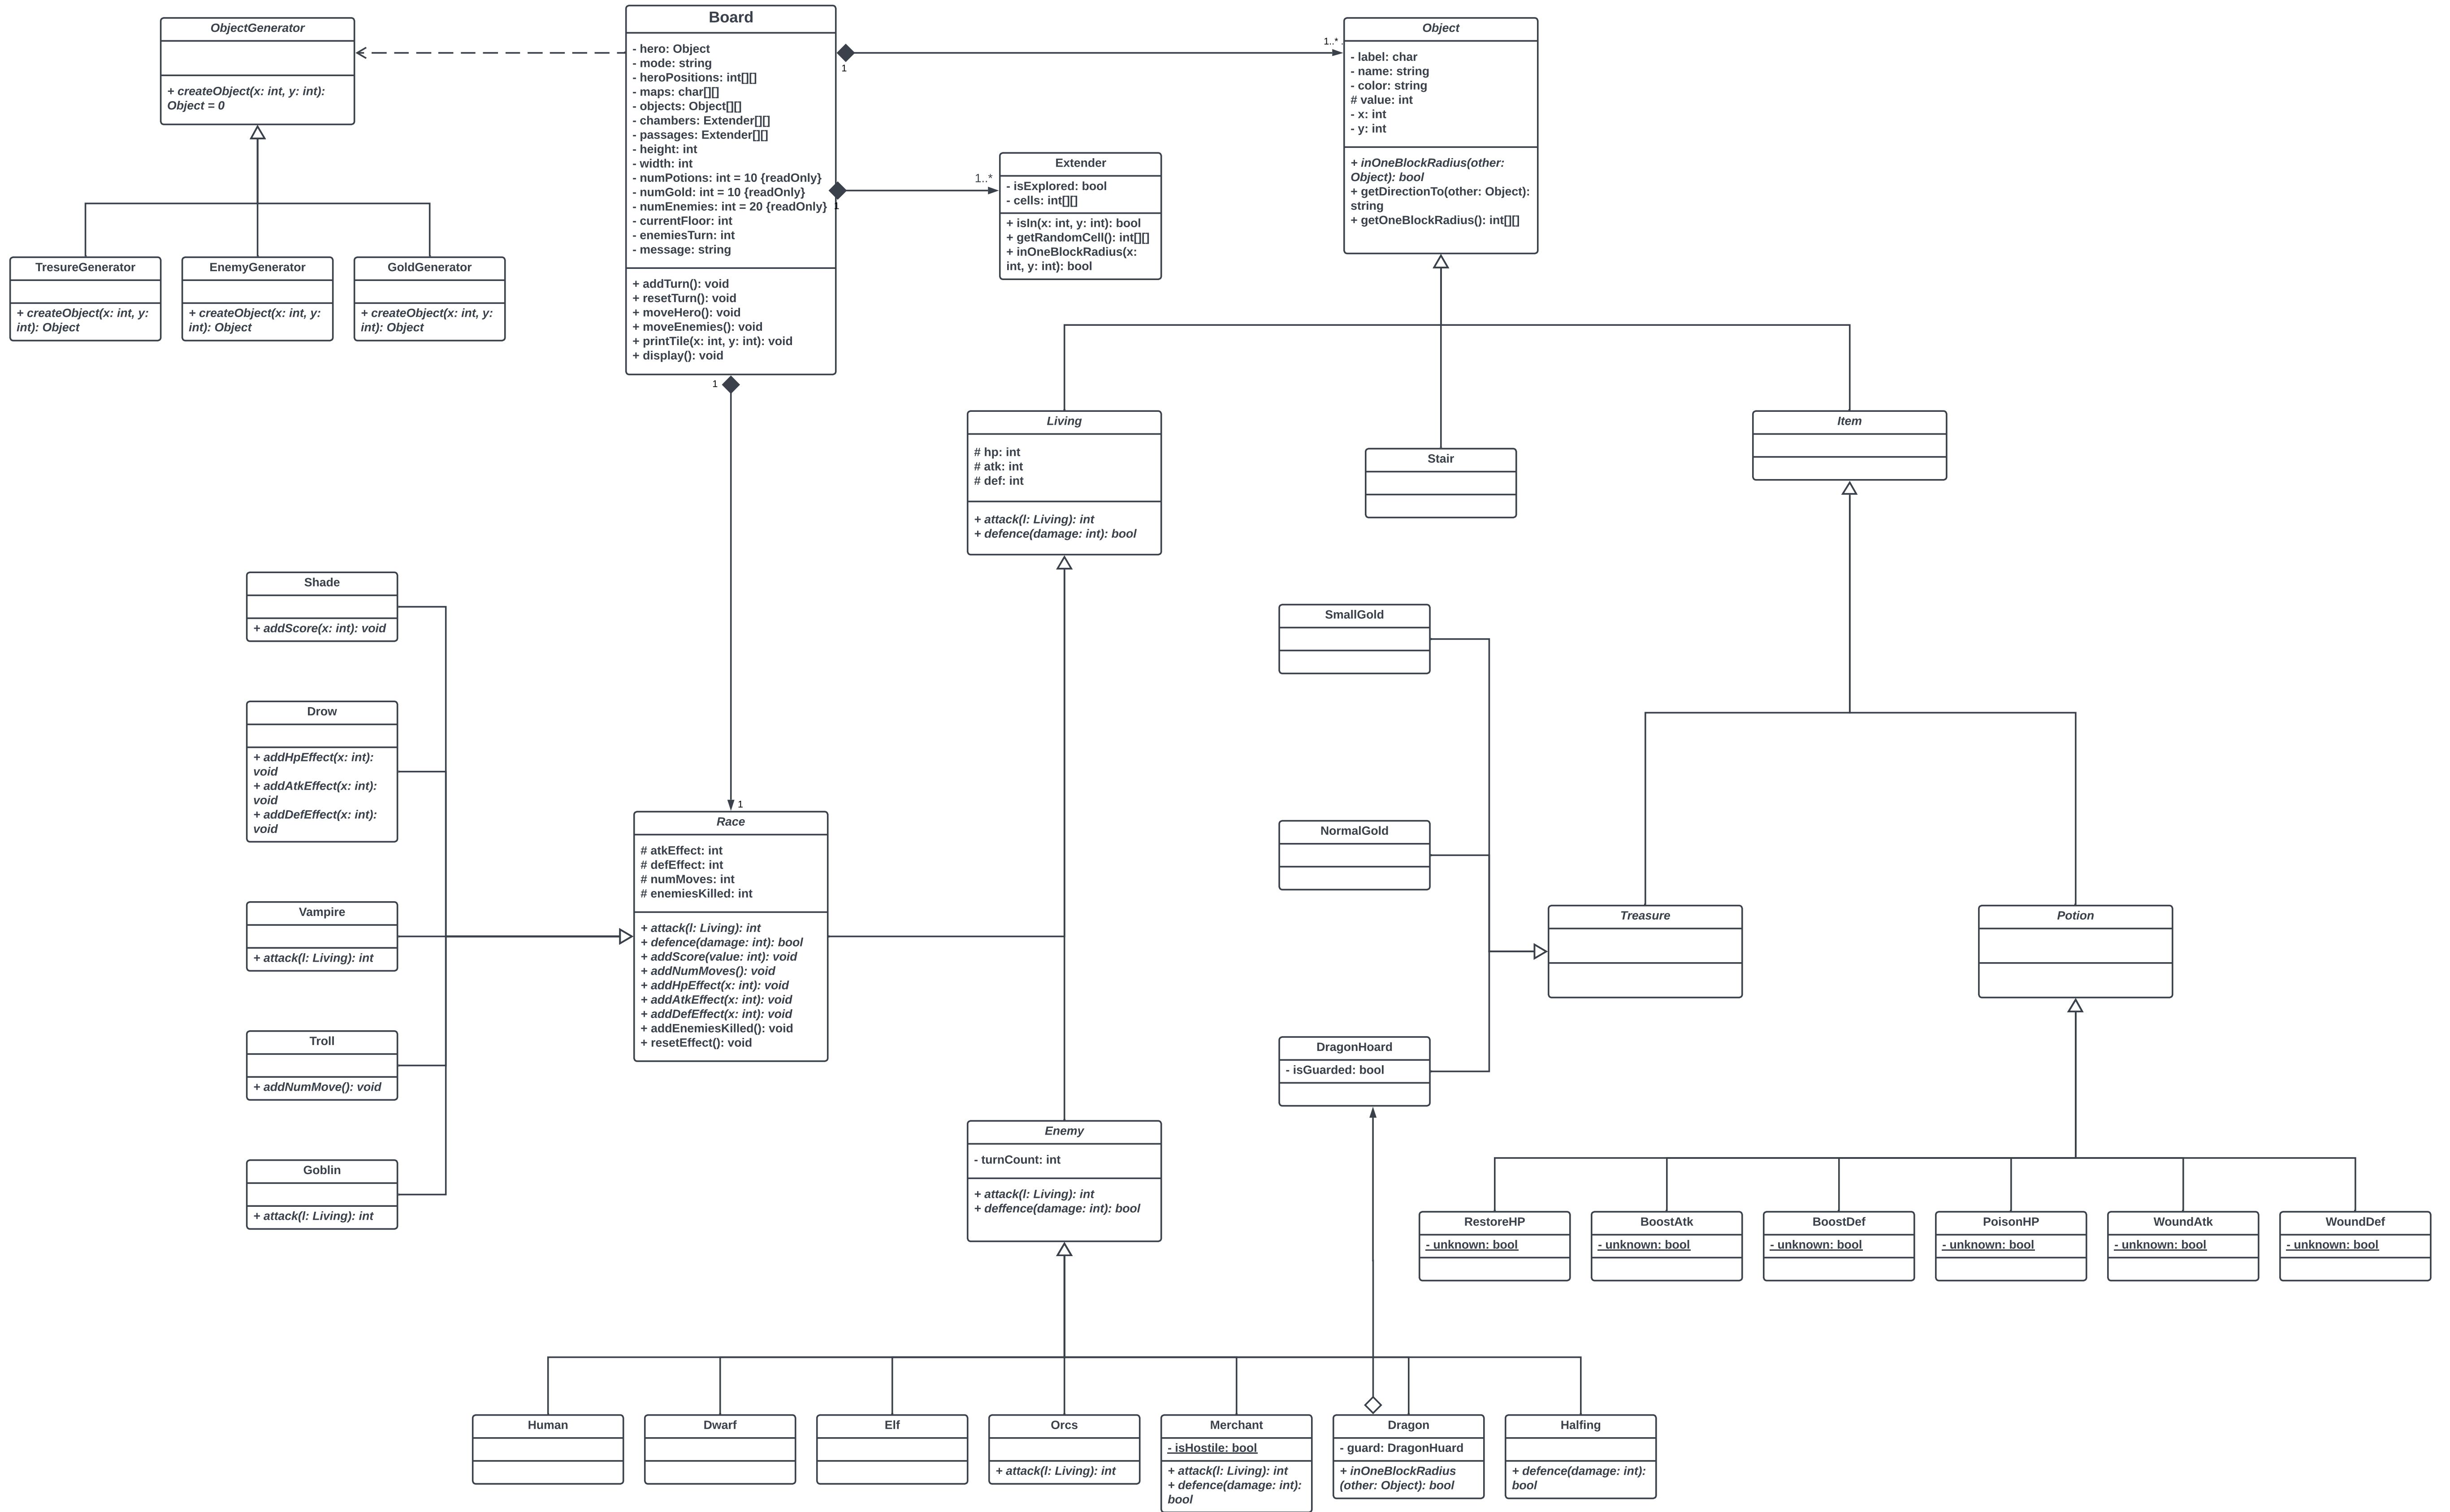 ObjectGenerator
+ createObject(x: int, y: int):
Object = 0
TresureGenerator
+ createObject(x: int, y:
int): Object
EnemyGenerator
+ createObject(x: int, y:
int): Object
GoldGenerator
+ createObject(x: int, y:
int): Object
Board
- hero: Object
- mode: string
- heroPositions: int[][]
- maps: char[][]
- objects: Object[][]
- chambers: Extender[][]
- passages: Extender[][]
- height: int
- width: int
- numPotions: int = 10 {readOnly}
- numGold: int = 10 {readOnly}
- numEnemies: int = 20 {readOnly}
- currentFloor: int
- enemiesTurn: int
- message: string
+ addTurn(): void
+ resetTurn(): void
+ moveHero(): void
+ moveEnemies(): void
+ printTile(x: int, y: int): void
+ display(): void
1
1..* .
1
1..*
1
1
Extender
- isExplored: bool
- cells: int[][]
+ isIn(x: int, y: int): bool
+ getRandomCell(): int[][]
+ inOneBlockRadius(x:
int, y: int): bool
Object
- label: char
- name: string
- color: string
# value: int
- x: int
- y: int
+ inOneBlockRadius(other:
Object): bool
+ getDirectionTo(other: Object):
string
+ getOneBlockRadius(): int[][]
Living
# hp: int
# atk: int
# def: int
+ attack(l: Living): int
+ defence(damage: int): bool
Stair
Item
Shade
+ addScore(x: int): void
Drow
+ addHpEffect(x: int):
void
+ addAtkEffect(x: int):
void
+ addDefEffect(x: int):
void
Vampire
+ attack(l: Living): int
Troll
+ addNumMove(): void
Goblin
+ attack(l: Living): int
Race
# atkEffect: int
# defEffect: int
# numMoves: int
# enemiesKilled: int
+ attack(l: Living): int
+ defence(damage: int): bool
+ addScore(value: int): void
+ addNumMoves(): void
+ addHpEffect(x: int): void
+ addAtkEffect(x: int): void
+ addDefEffect(x: int): void
+ addEnemiesKilled(): void
+ resetEffect(): void
SmallGold
NormalGold
DragonHoard
- isGuarded: bool
Treasure
Potion
Enemy
- turnCount: int
+ attack(l: Living): int
+ deffence(damage: int): bool
RestoreHP
- unknown: bool
BoostAtk
- unknown: bool
BoostDef
- unknown: bool
PoisonHP
- unknown: bool
WoundAtk
- unknown: bool
WoundDef
- unknown: bool
Human
Dwarf
Elf
Orcs
+ attack(l: Living): int
Merchant
- isHostile: bool
+ attack(l: Living): int
+ defence(damage: int):
bool
Dragon
- guard: DragonHuard
+ inOneBlockRadius
(other: Object): bool
Halfing
+ defence(damage: int):
bool